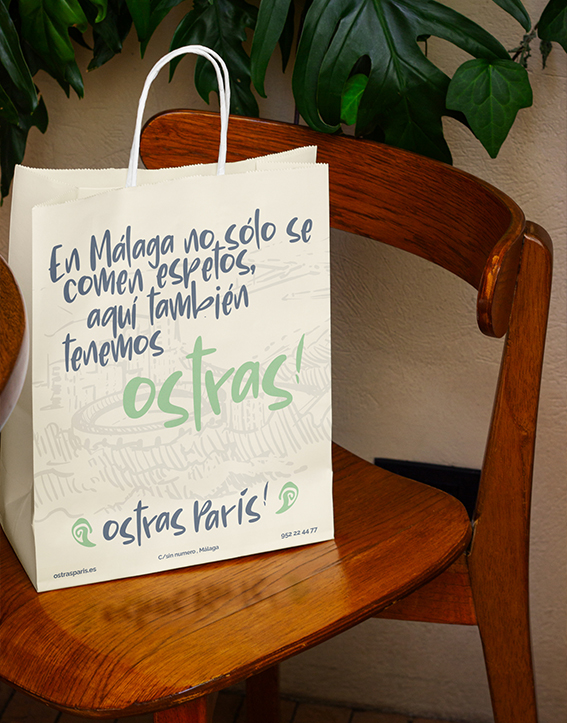 En Málaga no sólo se
comen espetos,
aquí también
tenemos
ostras!
ostras París!
952 22 44 77
C/sin numero , Málaga
ostrasparis.es